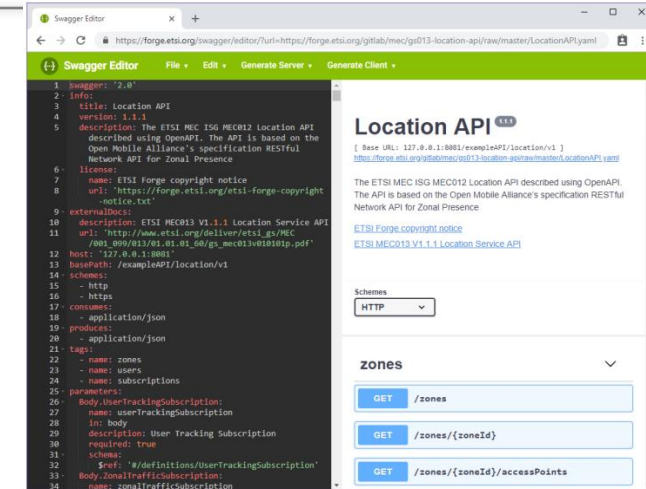 Swagger Editor
https://forge.etsi.org/swagger/editor/?url=https://forge.etsi.org/gitlab/mec/gs013-location-api/raw/master/LocationAPI.yaml
Swagger Editor File Edit Generate Server Generate Client
1 swagger: '2.0'
2 info:
3 title: Location API
4 version: 1.1.1
5 description: The ETSI MEC ISG MEC012 Location API
described using OpenAPI. The API is based on the
Open Mobile Alliance's specification RESTful
Network API for Zonal Presence
6 license:
7 name: ETSI Forge copyright notice
8 url: 'https://forge.etsi.org/etsi-forge-copyright
-notice.txt'
9 externalDocs:
10 description: ETSI MEC013 V1.1.1 Location Service API
11 url: 'http://www.etsi.org/deliver/etsi_gs/MEC
/001_099/013/01.01.01_60/gs_mec013v010101p.pdf'
12 host: '127.0.0.1:8081'
13 basePath: /exampleAPI/location/v1
14 schemes:
15 - http
16 - https
17 consumes:
18 - application/json
19 produces:
20 - application/json
21 tags:
22 - name: zones
23 - name: users
24 - name: subscriptions
25 parameters:
26 Body.UserTrackingSubscription:
27 name: userTrackingSubscription
28 in: body
29 description: User Tracking Subscription
30 required: true
31 schema:
32 $ref: '#/definitions/UserTrackingSubscription'
33 Body.ZonalTrafficSubscription:
34 name: zonalTrafficSubscription
Location API 1.1.1
[ Base URL: 127.0.0.1:8081/exampleAPI/location/v1 ]
https://forge.etsi.org/gitlab/mec/gs013-location-api/raw/master/LocationAPI.yaml
The ETSI MEC ISG MEC012 Location API described using OpenAPI.
The API is based on the Open Mobile Alliance's specification RESTful
Network API for Zonal Presence
ETSI Forge copyright notice
ETSI MEC013 V1.1.1 Location Service API
Schemes
HTTP
zones
GET /zones
GET /zones/{zoneId}
GET /zones/{zoneId}/accessPoints